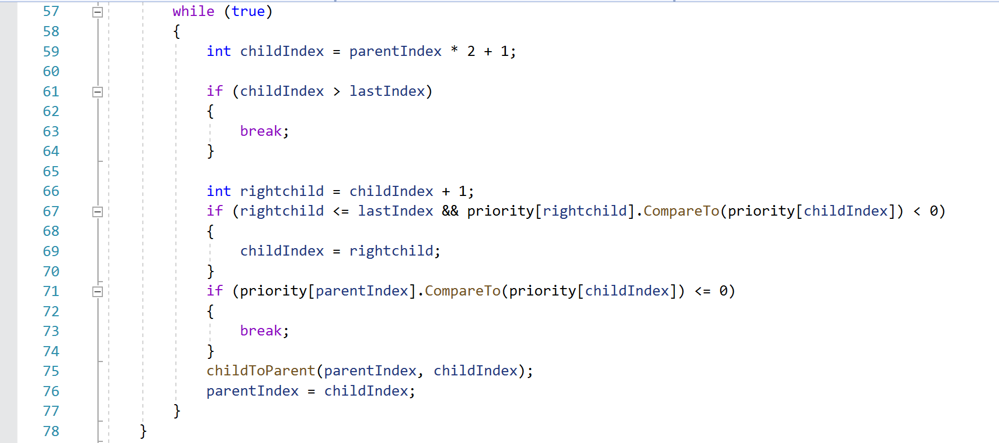 57 while (true)
58 {
59 int childIndex = parentIndex * 2 + 1;
60
61 if (childIndex > lastIndex)
62 {
63 break;
64 }
65
66 int rightchild = childIndex + 1;
67 if (rightchild <= lastIndex && priority[rightchild].CompareTo(priority[childIndex]) < 0)
68 {
69 childIndex = rightchild;
70 }
71 if (priority[parentIndex].CompareTo(priority[childIndex]) <= 0)
72 {
73 break;
74 }
75 childToParent(parentIndex, childIndex);
76 parentIndex = childIndex;
77 }
78 }